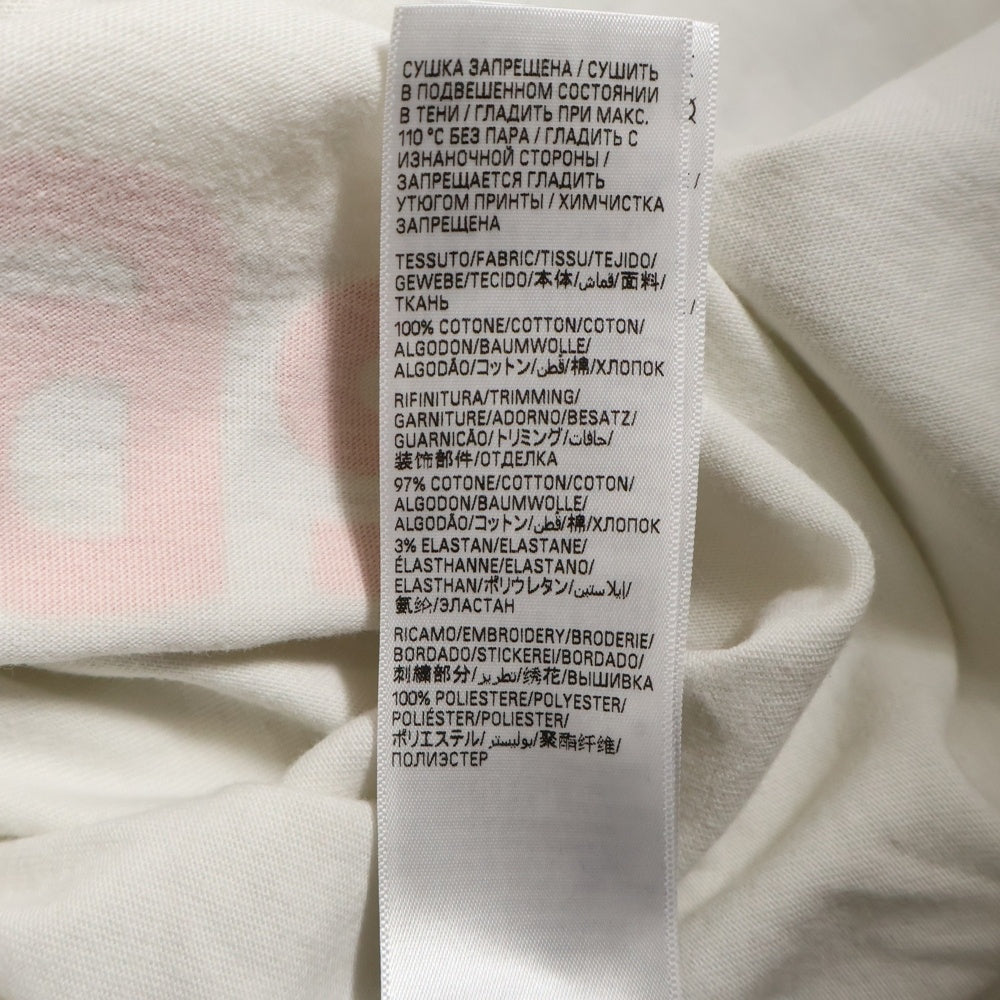 СУШКА ЗАПРЕЩЕНА / СУШИТЬ
В ПОДВЕШЕННОМ СОСТОЯНИИ
В ТЕНИ / ГЛАДИТЬ ПРИ МАКС.
110 °C БЕЗ ПАРА / ГЛАДИТЬ С
ИЗНАНОЧНОЙ СТОРОНЫ /
ЗАПРЕЩАЕТСЯ ГЛАДИТЬ
УТЮГОМ ПРИНТЫ / ХИМЧИСТКА
ЗАПРЕЩЕНА
TESSUTO/FABRIC/TISSU/TEJIDO/
GEWEBE/TECIDO/本体/قماش/面料/
ТКАНЬ
100% COTONE/COTTON/COTON/
ALGODON/BAUMWOLLE/
ALGODÃO/コットン/قطن/棉/ХЛОПОК
RIFINITURA/TRIMMING/
GARNITURE/ADORNO/BESATZ/
GUARNICÃO/トリミング/حافات/
装饰部件/ОТДЕЛКА
97% COTONE/COTTON/COTON/
ALGODON/BAUMWOLLE/
ALGODÃO/コットン/قطن/棉/ХЛОПОК
3% ELASTAN/ELASTANE/
ÉLASTHANNE/ELASTANO/
ELASTHAN/ポリウレタン/إيلاستين/
氨纶/ЭЛАСТАН
RICAMO/EMBROIDERY/BRODERIE/
BORDADO/STICKEREI/BORDADO/
刺繍部分/تطريز/绣花/ВЫШИВКА
100% POLIESTERE/POLYESTER/
POLIÉSTER/POLIESTER/
ポリエステル/بوليستر/聚酯纤维/
ПОЛИЭСТЕР